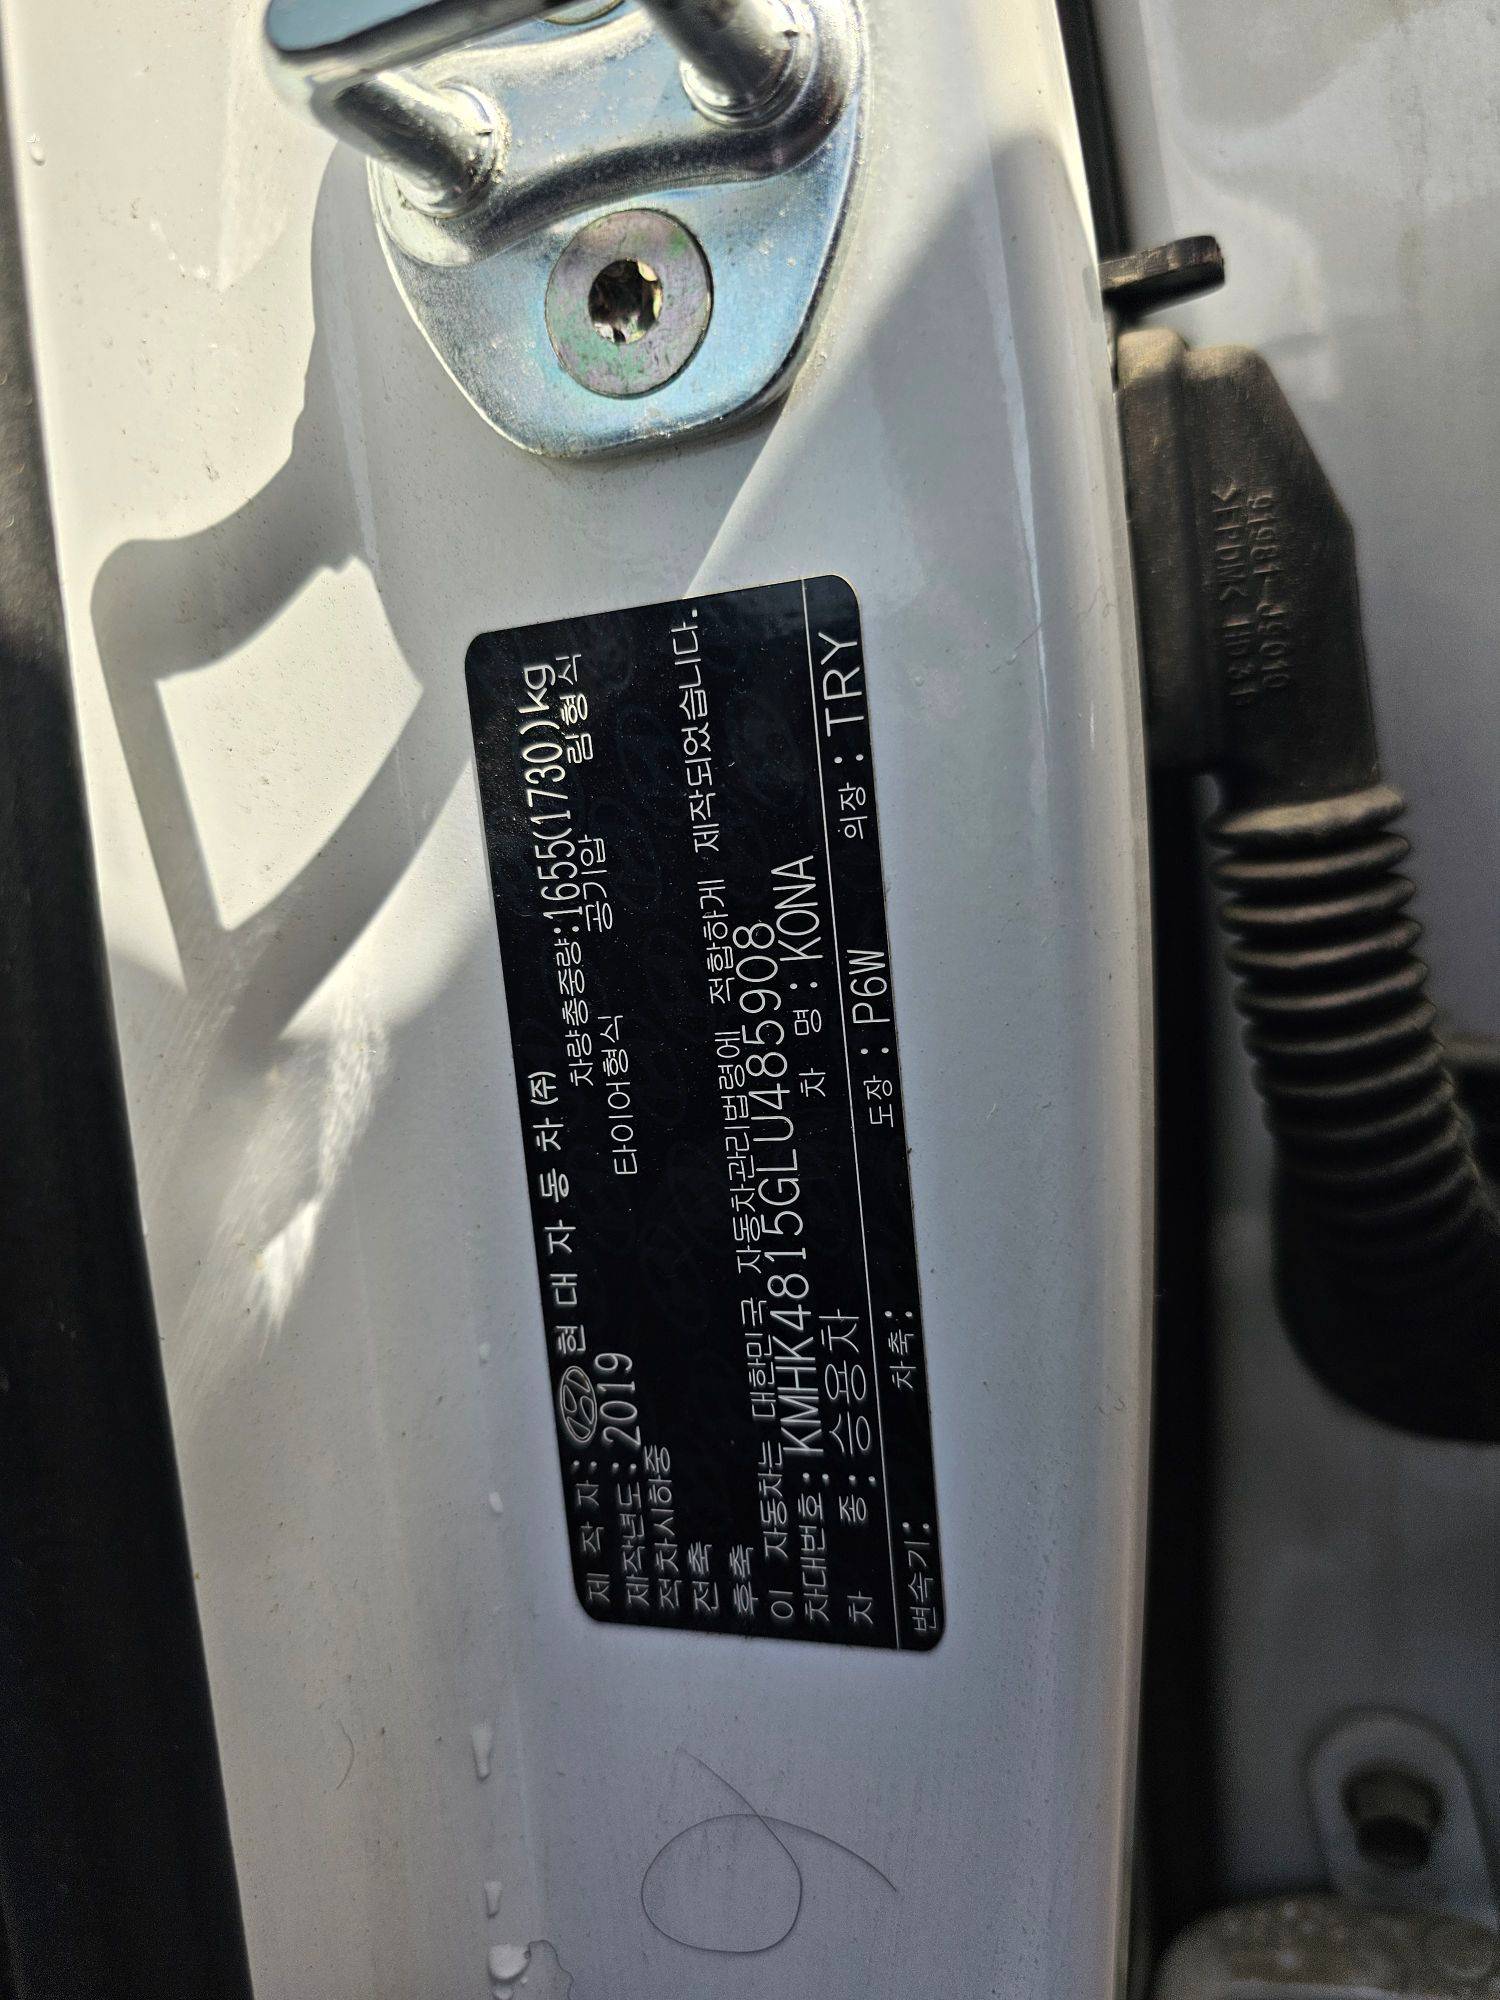 제 작 자: 현 대 자 동 차 (주)
제작년도:2019 차량총중량:1655(1730)kg
적차시하중 타이어형식 공기압 림형식
전축
후축
이 자동차는 대한민국 자동차관리법령에 적합하게 제작되었습니다.
차대번호:KMHK4815GLU485908
차 종:승용차 차 명:KONA
변속기: 차축: 도장:P6W 의장:TRY